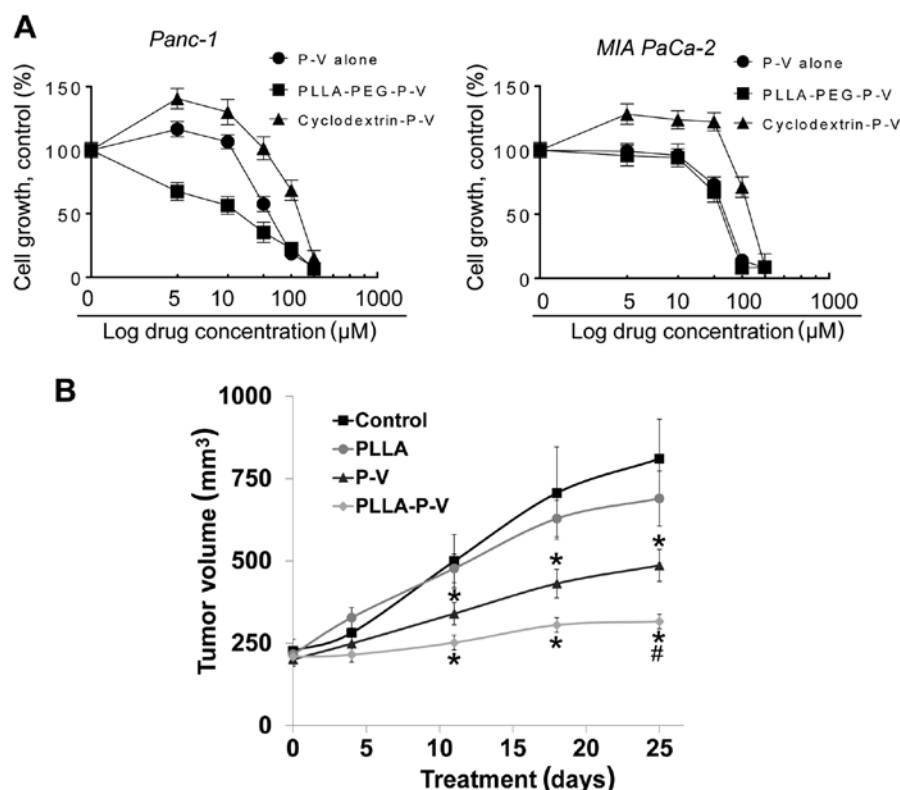 A
Panc-1
P-V alone
PLLA-PEG-P-V
Cyclodextrin-P-V
Cell growth, control (%)
150
100
50
0
0 5 10 100 1000
Log drug concentration (µM)
MIA PaCa-2
P-V alone
PLLA-PEG-P-V
Cyclodextrin-P-V
Cell growth, control (%)
150
100
50
0
0 5 10 100 1000
Log drug concentration (µM)
B
Control
PLLA
P-V
PLLA-P-V
Tumor volume (mm³)
1000
750
500
250
0
* * *
* * *
#
0 5 10 15 20 25
Treatment (days)